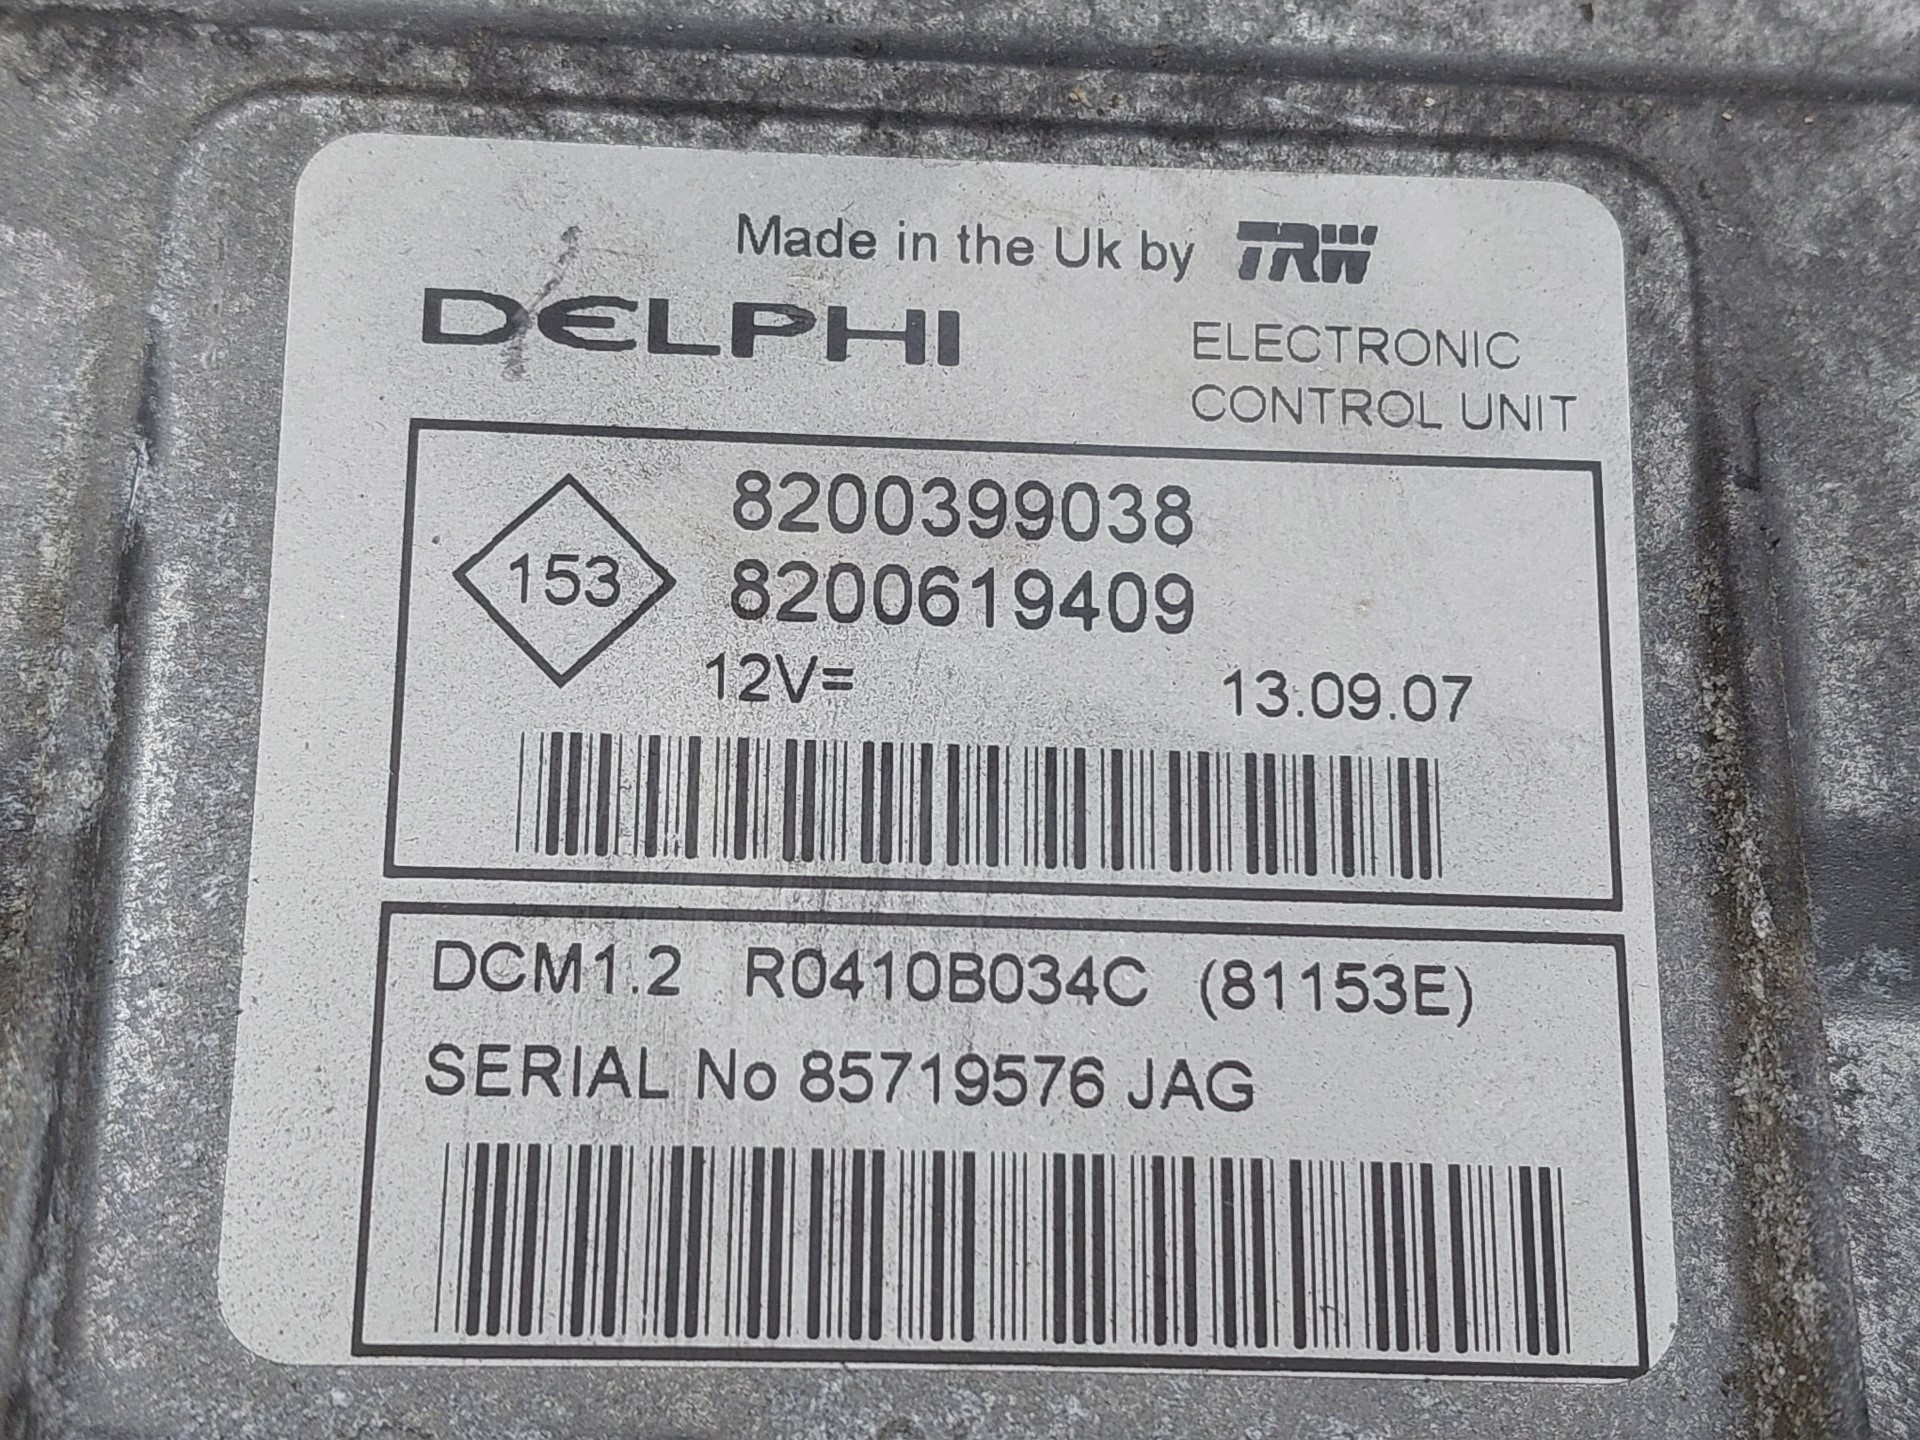 Made in the Uk by TRW
DELPHI
ELECTRONIC
CONTROL UNIT
153
8200399038
8200619409
12V=
13.09.07
DCM1.2 R0410B034C (81153E)
SERIAL No 85719576 JAG